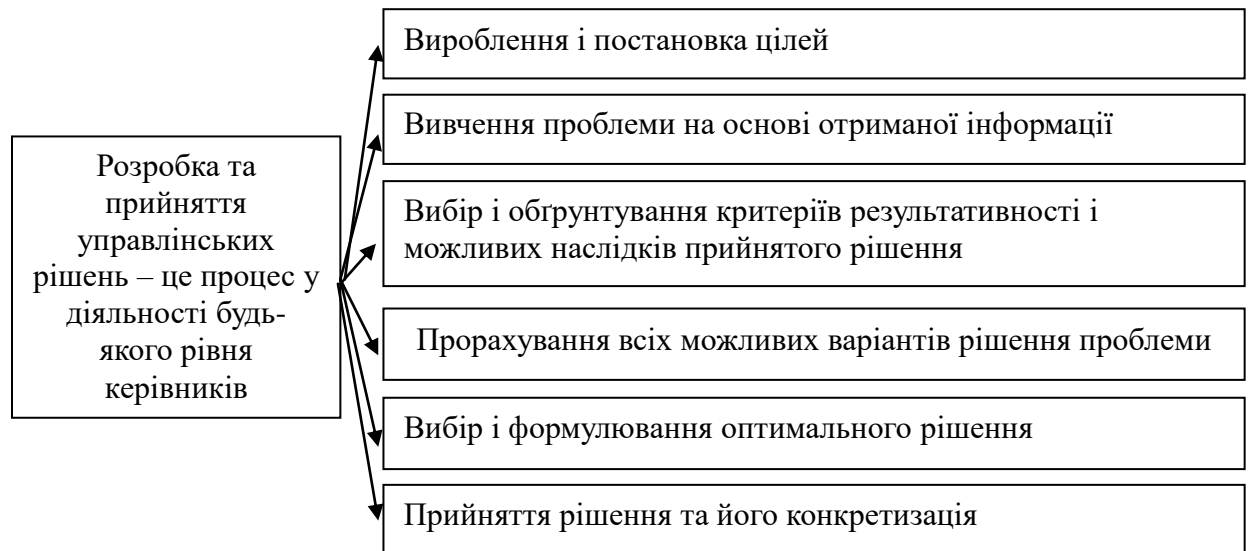 Розробка та
прийняття
управлінських
рішень – це процес у
діяльності будь-
якого рівня
керівників
Вироблення і постановка цілей
Вивчення проблеми на основі отриманої інформації
Вибір і обґрунтування критеріїв результативності і
можливих наслідків прийнятого рішення
Прорахування всіх можливих варіантів рішення проблеми
Вибір і формулювання оптимального рішення
Прийняття рішення та його конкретизація